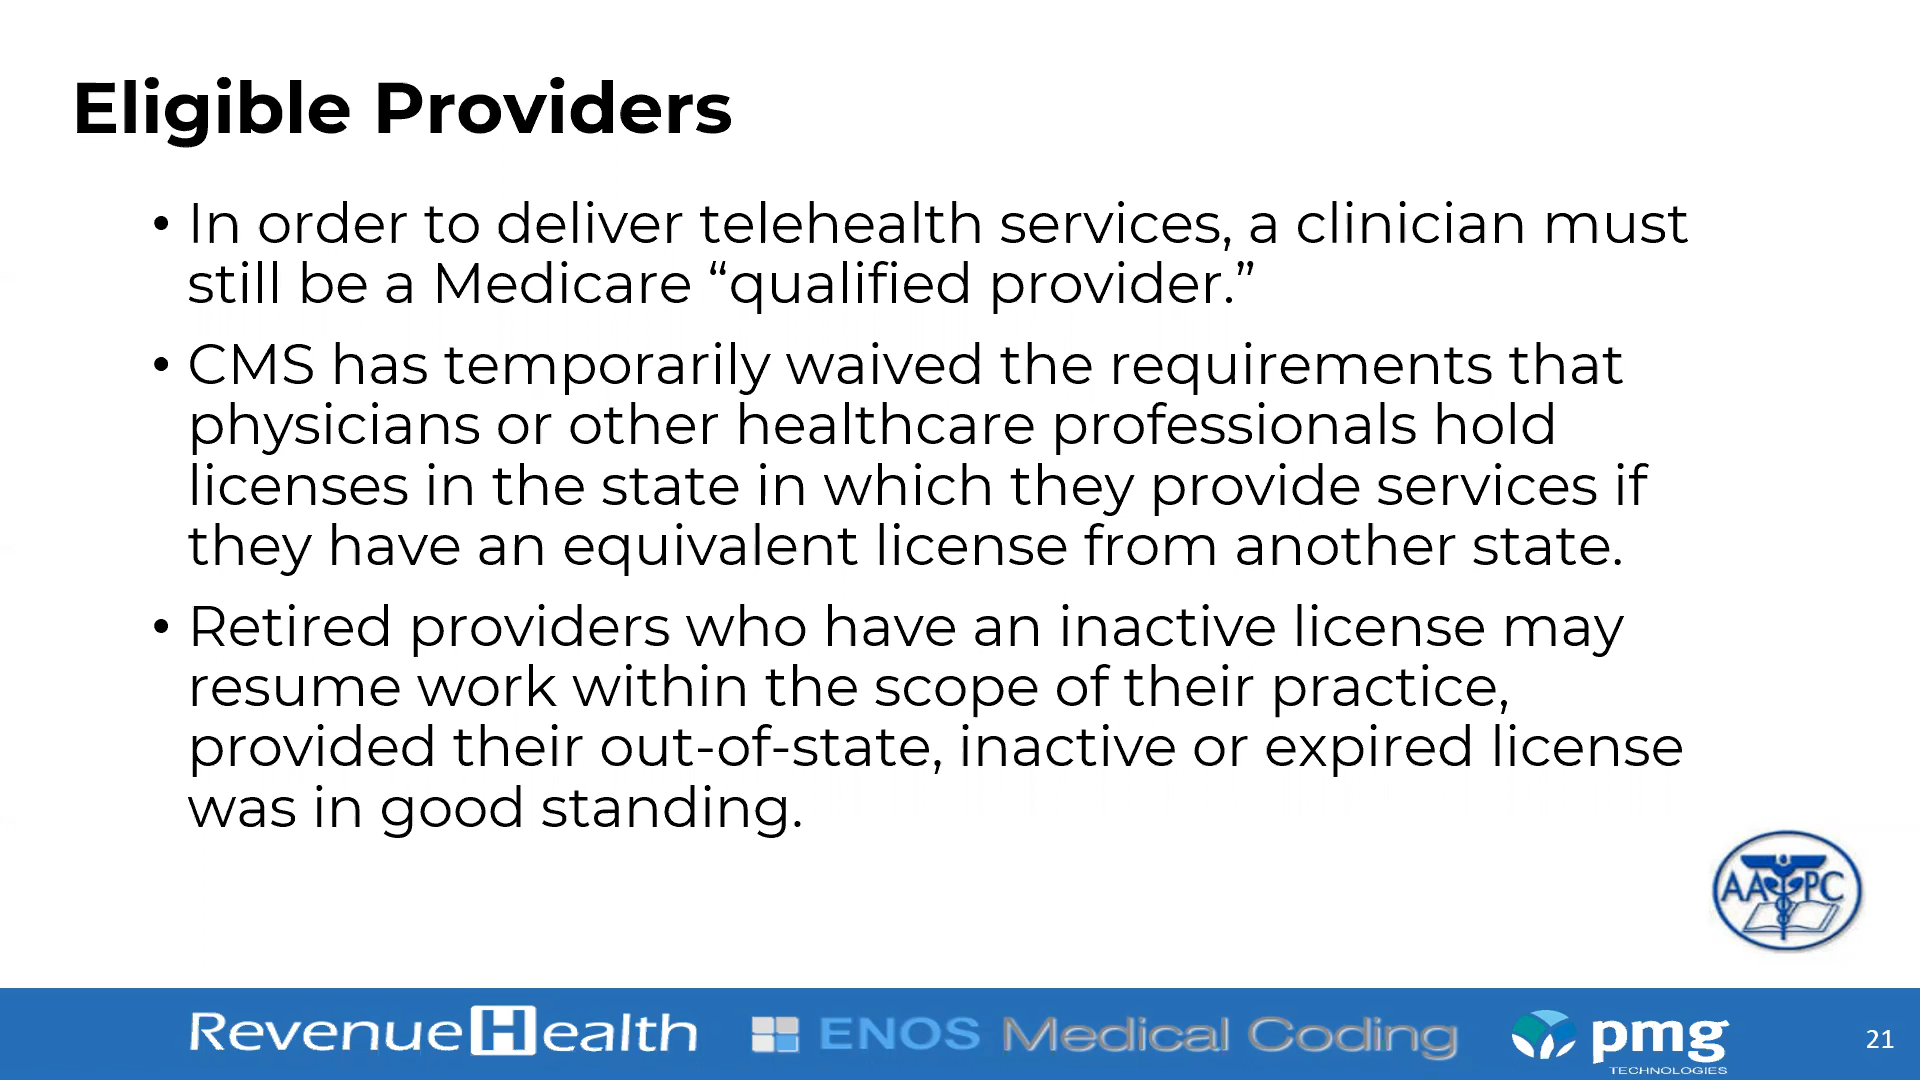 Eligible Providers
• In order to deliver telehealth services, a clinician must
still be a Medicare “qualified provider.”
• CMS has temporarily waived the requirements that
physicians or other healthcare professionals hold
licenses in the state in which they provide services if
they have an equivalent license from another state.
• Retired providers who have an inactive license may
resume work within the scope of their practice,
provided their out-of-state, inactive or expired license
was in good standing.
AAPC
RevenueHealth
ENOS Medical Coding
pmg
TECHNOLOGIES
21